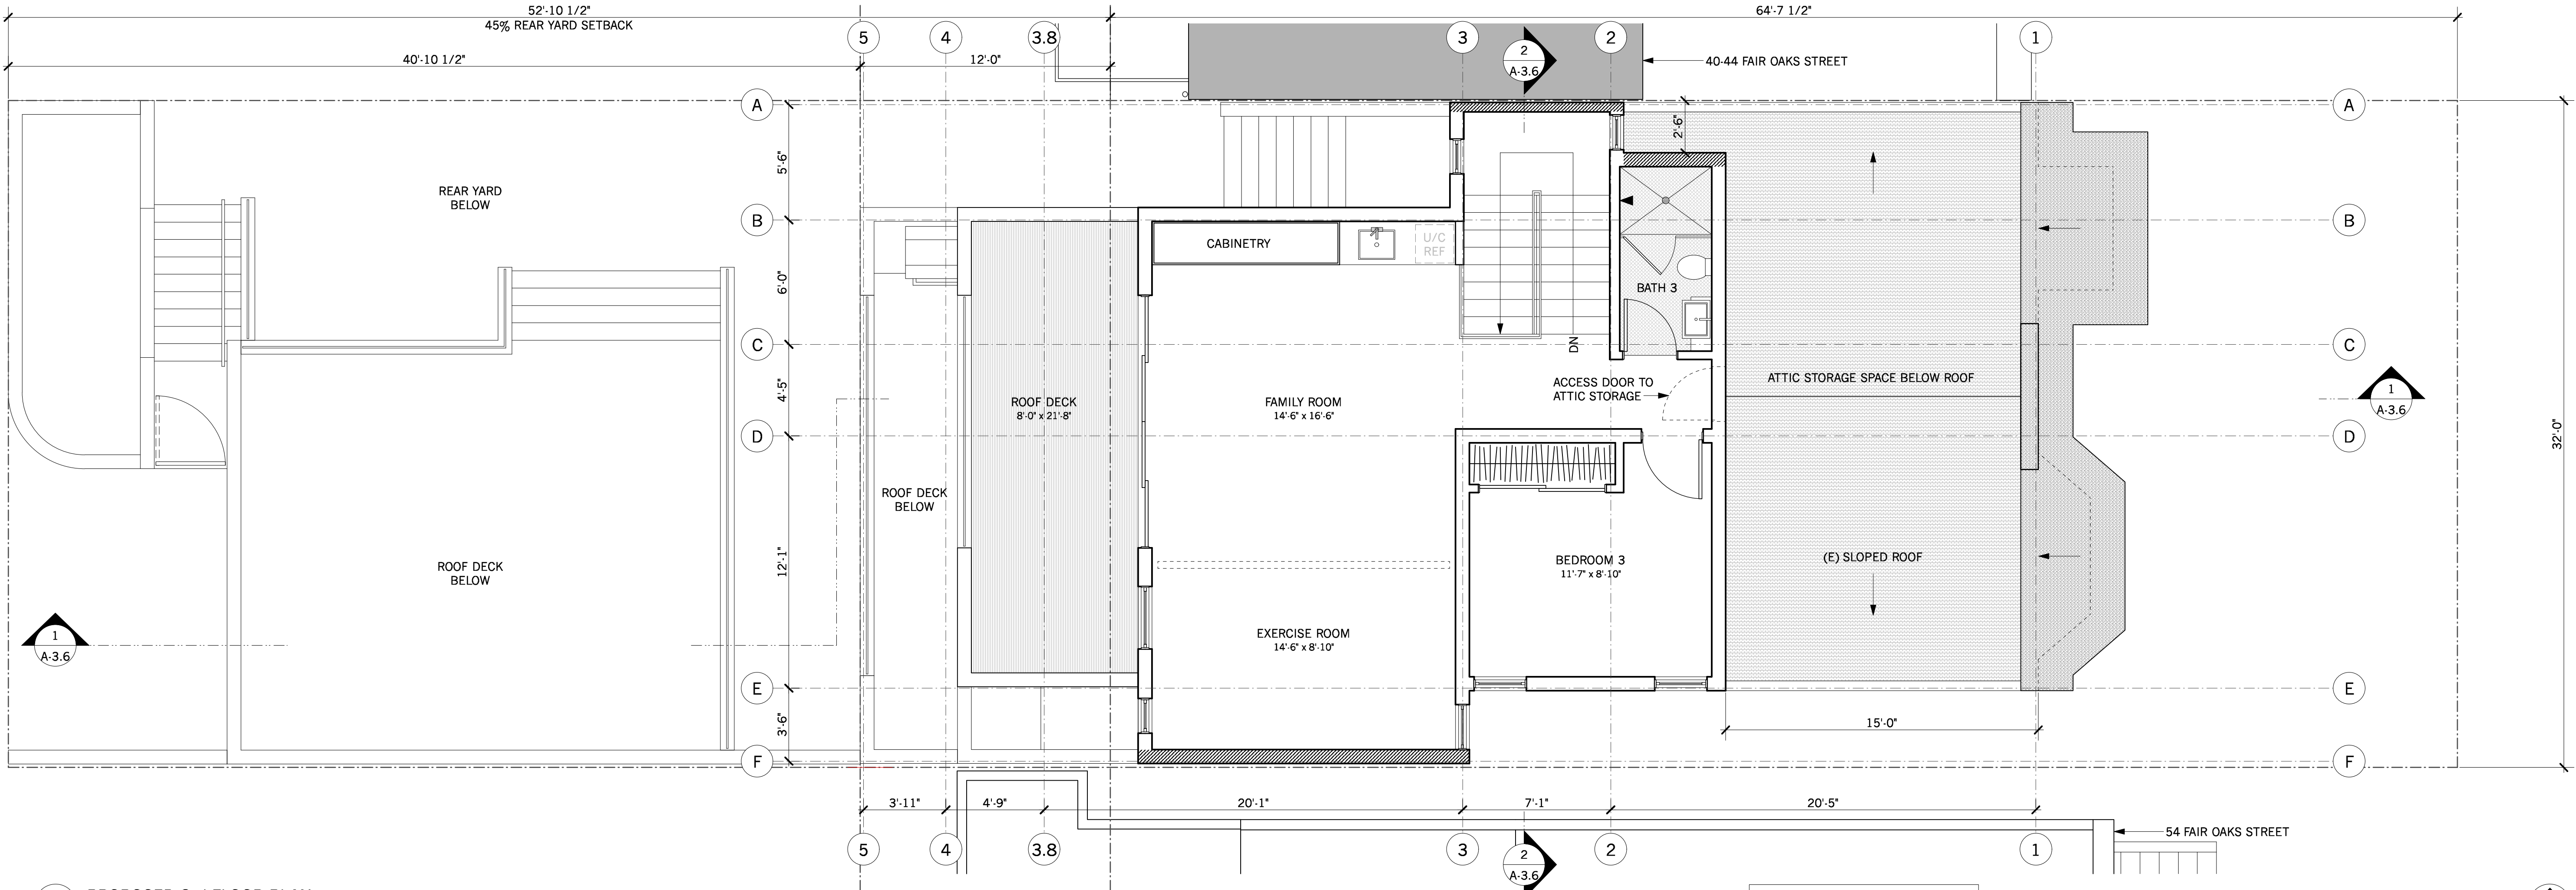 52'-10 1/2"
45% REAR YARD SETBACK
64'-7 1/2"
40'-10 1/2"
12'-0"
5
4
3.8
3
2
1
2
A-3.6
40-44 FAIR OAKS STREET
A
A
5'-6"
2'-6"
REAR YARD
BELOW
B
B
CABINETRY
U/C
REF
6'-0"
BATH 3
C
C
DN
4'-5"
ROOF DECK
8'-0" x 21'-8"
FAMILY ROOM
14'-6" x 16'-6"
ACCESS DOOR TO
ATTIC STORAGE
ATTIC STORAGE SPACE BELOW ROOF
1
A-3.6
D
D
32'-0"
ROOF DECK
BELOW
12'-1"
ROOF DECK
BELOW
BEDROOM 3
11'-7" x 8'-10"
(E) SLOPED ROOF
1
A-3.6
EXERCISE ROOM
14'-6" x 8'-10"
E
E
3'-6"
15'-0"
F
F
3'-11"
4'-9"
20'-1"
7'-1"
20'-5"
54 FAIR OAKS STREET
5
4
3.8
3
2
1
2
A-3.6